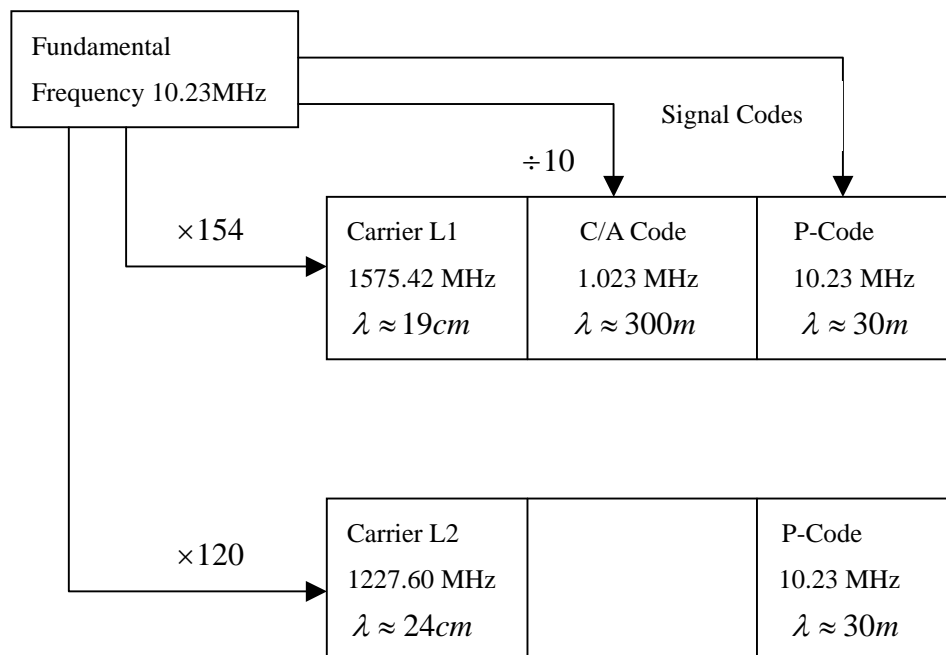 Fundamental
Frequency 10.23MHz
Signal Codes
÷10
×154
Carrier L1
1575.42 MHz
λ ≈ 19cm
C/A Code
1.023 MHz
λ ≈ 300m
P-Code
10.23 MHz
λ ≈ 30m
×120
Carrier L2
1227.60 MHz
λ ≈ 24cm
P-Code
10.23 MHz
λ ≈ 30m